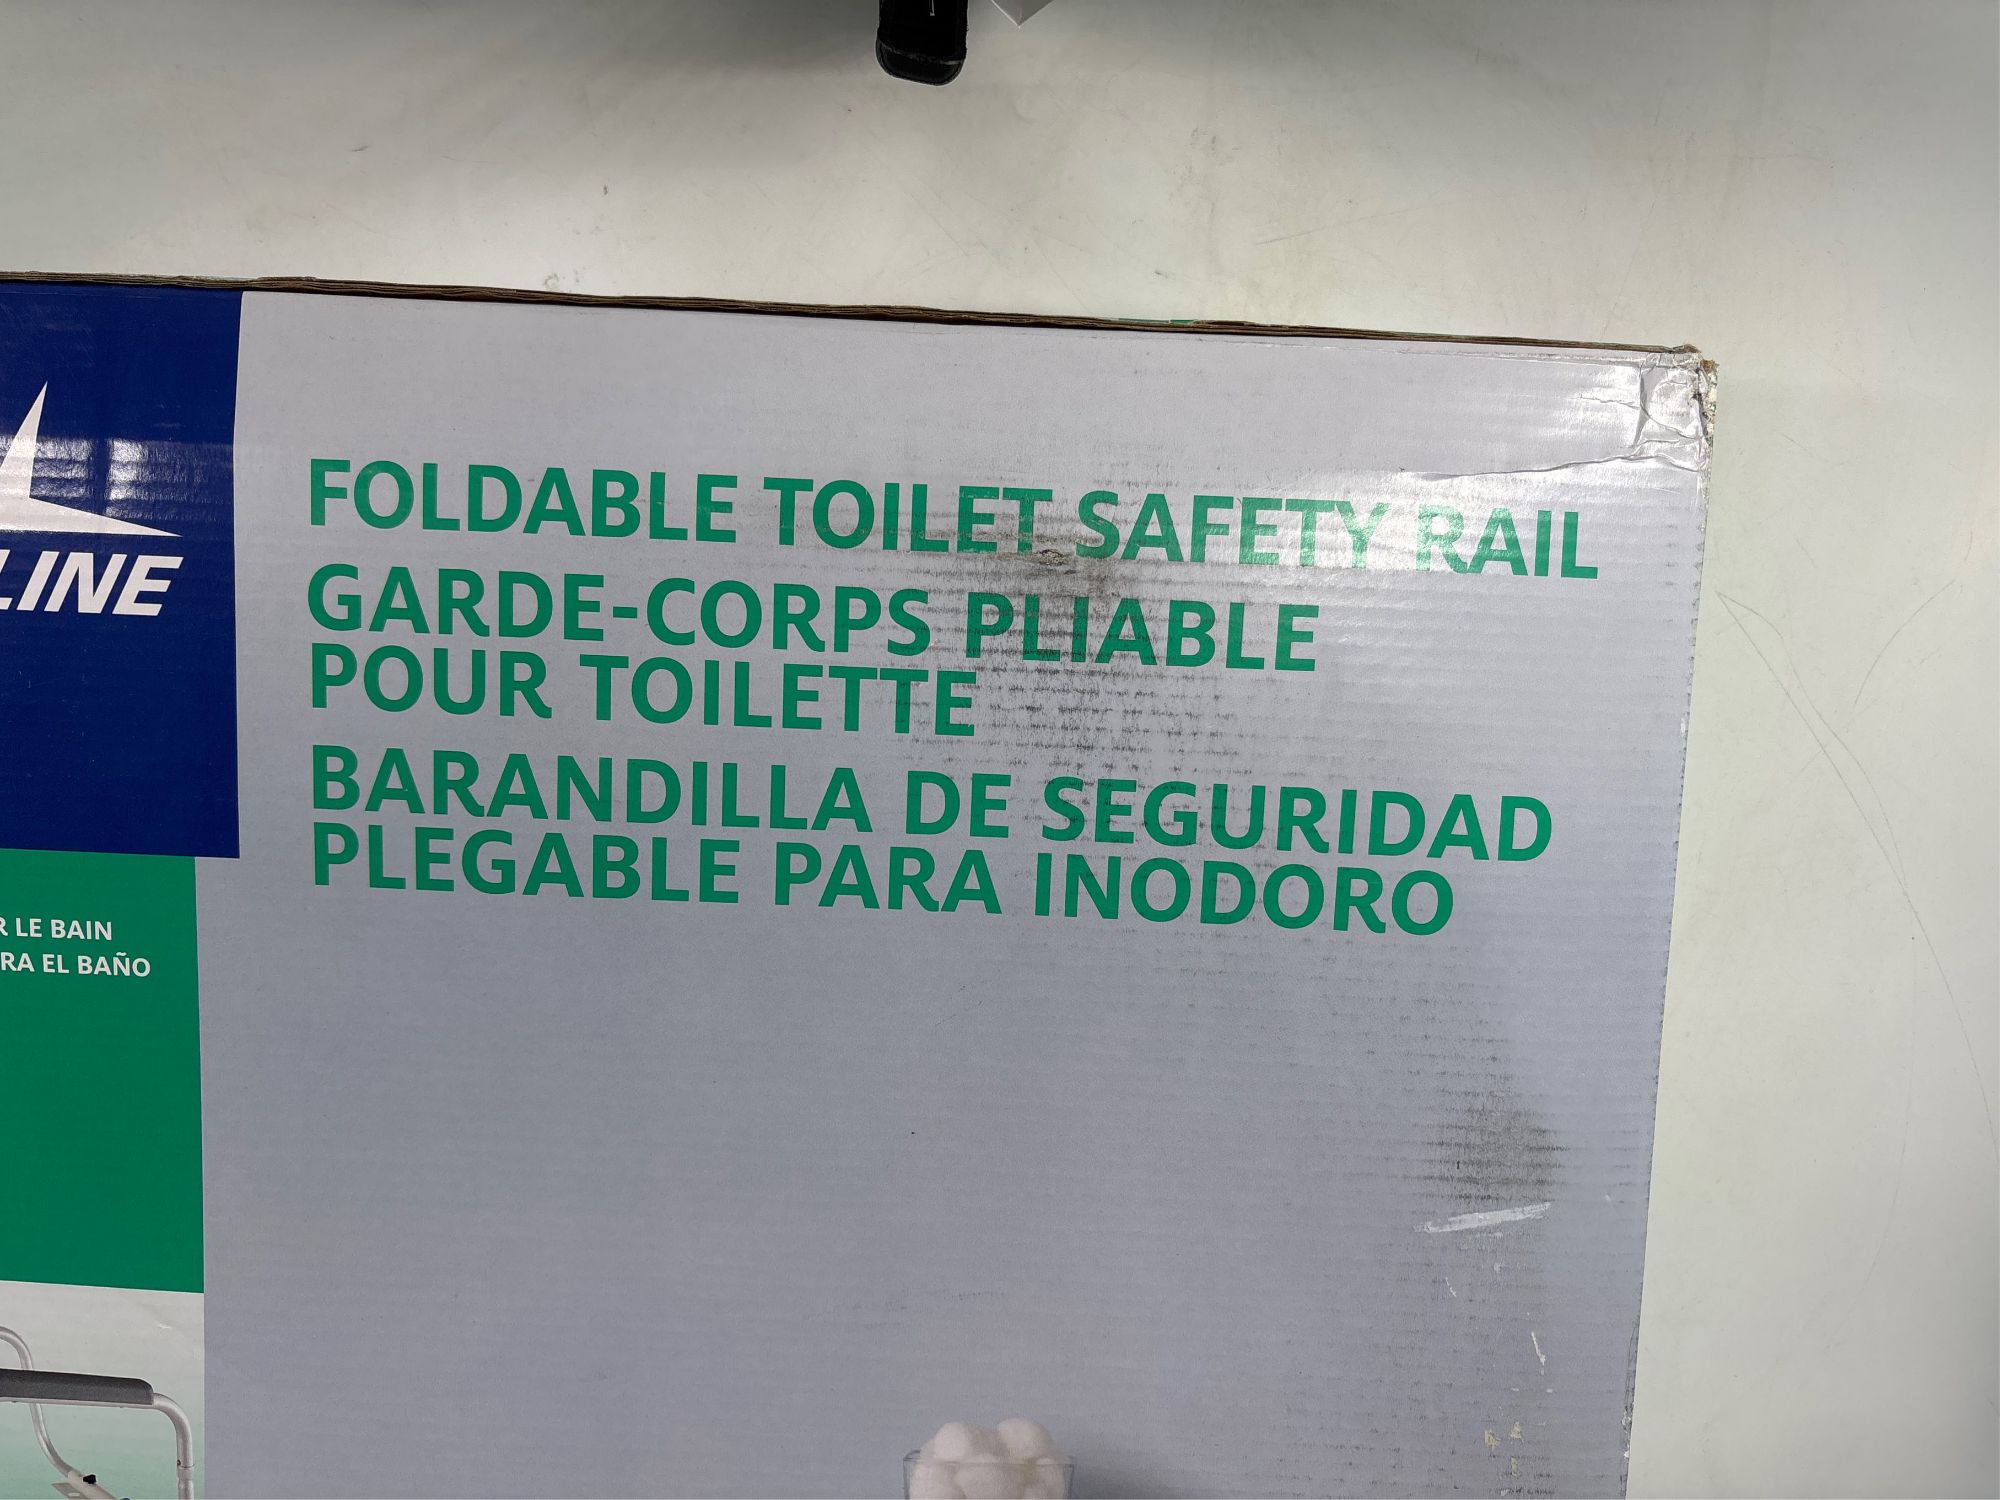 LINE
FOLDABLE TOILET SAFETY RAIL
GARDE-CORPS PLIABLE
POUR TOILETTE
BARANDILLA DE SEGURIDAD
PLEGABLE PARA INODORO
LE BAIN
EL BAÑO